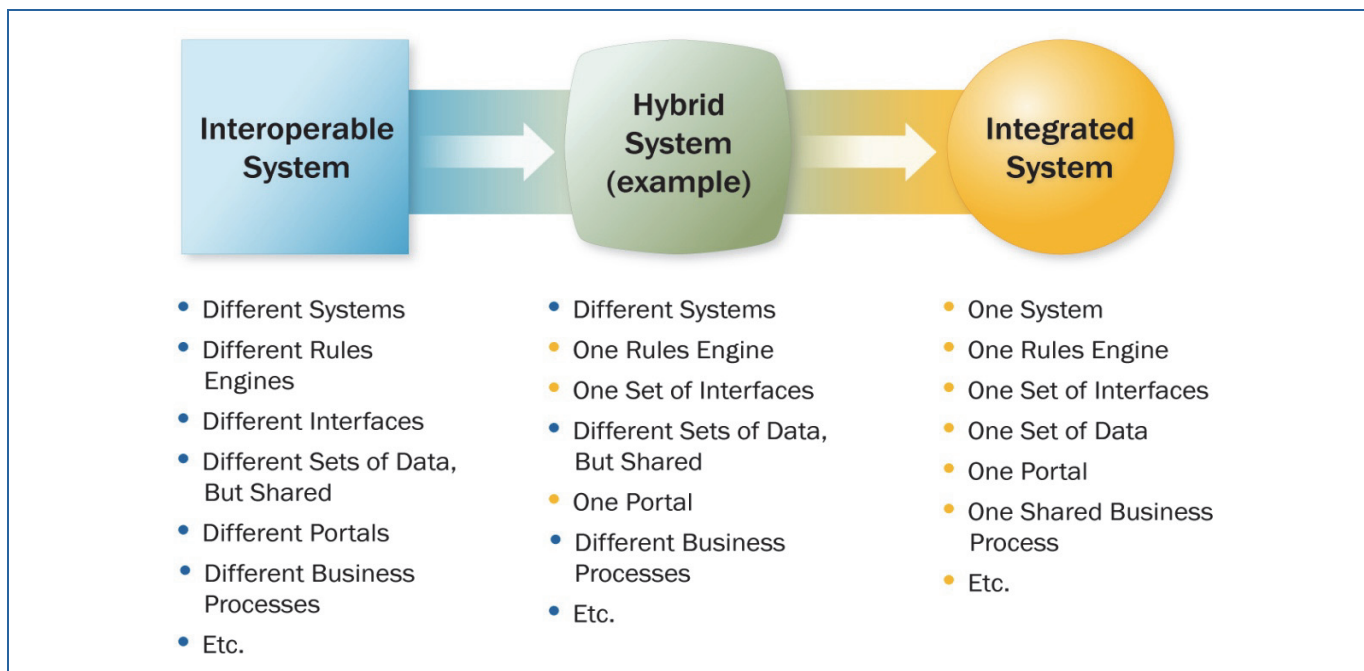 Interoperable
System
Hybrid
System
(example)
Integrated
System
• Different Systems
• Different Rules
Engines
• Different Interfaces
• Different Sets of Data,
But Shared
• Different Portals
• Different Business
Processes
• Etc.
• Different Systems
• One Rules Engine
• One Set of Interfaces
• Different Sets of Data,
But Shared
• One Portal
• Different Business
Processes
• Etc.
• One System
• One Rules Engine
• One Set of Interfaces
• One Set of Data
• One Portal
• One Shared Business
Process
• Etc.